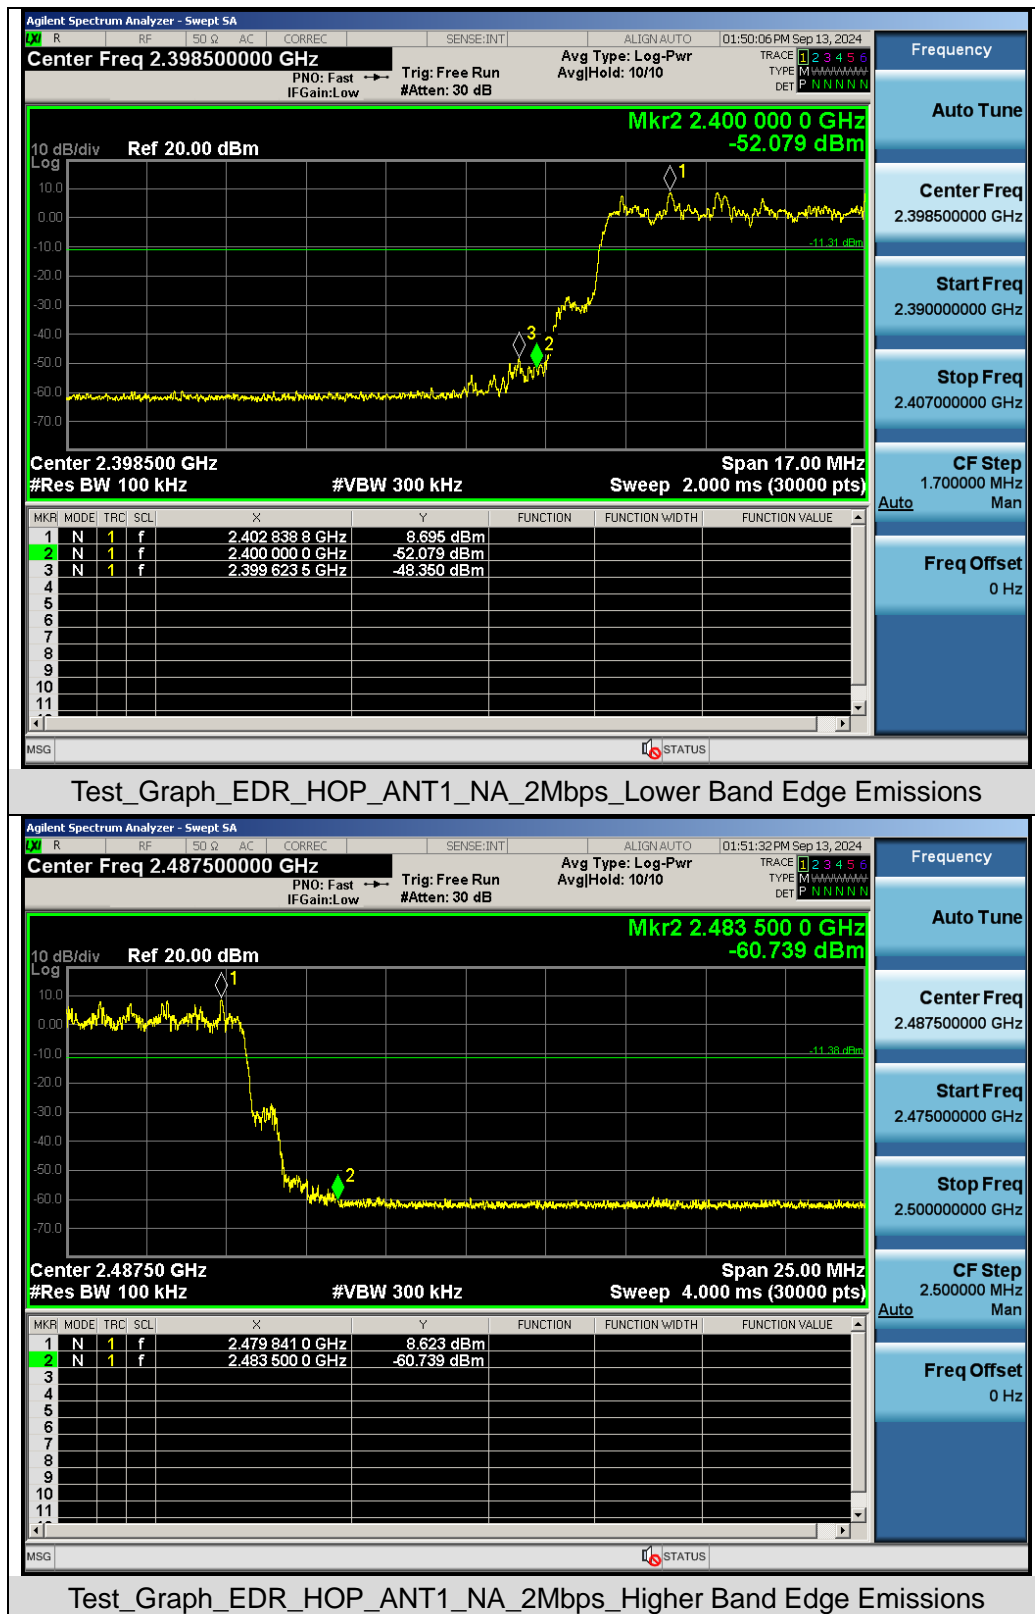 Agilent Spectrum Analyzer - Swept SA
LXI R RF 50 Ω AC CORREC SENSE:INT ALIGN AUTO 01:50:06 PM Sep 13, 2024
Center Freq 2.398500000 GHz
PNO: Fast
IFGain:Low
Trig: Free Run
#Atten: 30 dB
Avg Type: Log-Pwr
Avg|Hold: 10/10
TRACE 1 2 3 4 5 6
TYPE M
DET P N N N N N
Frequency
Mkr2 2.400 000 0 GHz
-52.079 dBm
10 dB/div Ref 20.00 dBm
Log
10.0
0.00
-10.0
-20.0
-30.0
-40.0
-50.0
-60.0
-70.0
1
-11.31 dBm
3
2
Center 2.398500 GHz Span 17.00 MHz
#Res BW 100 kHz #VBW 300 kHz Sweep 2.000 ms (30000 pts)
MKR MODE TRC SCL X Y FUNCTION FUNCTION WIDTH FUNCTION VALUE
1 N 1 f 2.402 838 8 GHz 8.695 dBm
2 N 1 f 2.400 000 0 GHz -52.079 dBm
3 N 1 f 2.399 623 5 GHz -48.350 dBm
4
5
6
7
8
9
10
11
MSG STATUS
Auto Tune
Center Freq
2.398500000 GHz
Start Freq
2.390000000 GHz
Stop Freq
2.407000000 GHz
CF Step
1.700000 MHz
Auto Man
Freq Offset
0 Hz
Test_Graph_EDR_HOP_ANT1_NA_2Mbps_Lower Band Edge Emissions
Agilent Spectrum Analyzer - Swept SA
LXI R RF 50 Ω AC CORREC SENSE:INT ALIGN AUTO 01:51:32 PM Sep 13, 2024
Center Freq 2.487500000 GHz
PNO: Fast
IFGain:Low
Trig: Free Run
#Atten: 30 dB
Avg Type: Log-Pwr
Avg|Hold: 10/10
TRACE 1 2 3 4 5 6
TYPE M
DET P N N N N N
Frequency
Mkr2 2.483 500 0 GHz
-60.739 dBm
10 dB/div Ref 20.00 dBm
Log
10.0
0.00
-10.0
-20.0
-30.0
-40.0
-50.0
-60.0
-70.0
1
-11.38 dBm
2
Center 2.48750 GHz Span 25.00 MHz
#Res BW 100 kHz #VBW 300 kHz Sweep 4.000 ms (30000 pts)
MKR MODE TRC SCL X Y FUNCTION FUNCTION WIDTH FUNCTION VALUE
1 N 1 f 2.479 841 0 GHz 8.623 dBm
2 N 1 f 2.483 500 0 GHz -60.739 dBm
3
4
5
6
7
8
9
10
11
MSG STATUS
Auto Tune
Center Freq
2.487500000 GHz
Start Freq
2.475000000 GHz
Stop Freq
2.500000000 GHz
CF Step
2.500000 MHz
Auto Man
Freq Offset
0 Hz
Test_Graph_EDR_HOP_ANT1_NA_2Mbps_Higher Band Edge Emissions